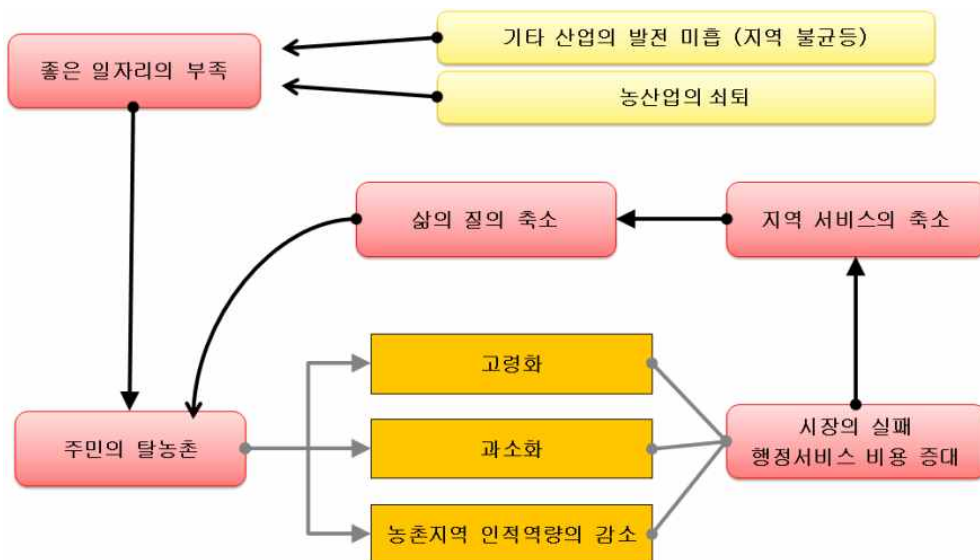 기타 산업의 발전 미흡 (지역 불균등)
좋은 일자리의 부족
농산업의 쇠퇴
삶의 질의 축소
지역 서비스의 축소
고령화
주민의 탈농촌
과소화
시장의 실패
행정서비스 비용 증대
농촌지역 인적역량의 감소